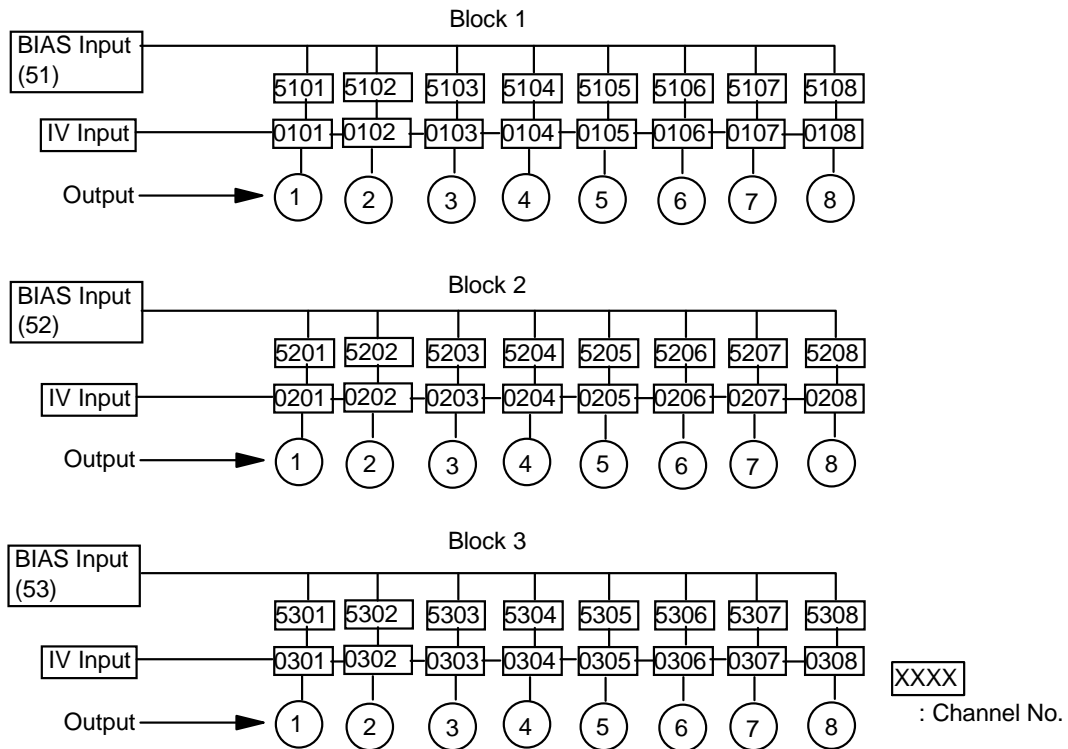 Block 1
BIAS Input
(51)
5101 5102 5103 5104 5105 5106 5107 5108
IV Input 0101 0102 0103 0104 0105 0106 0107 0108
Output 1 2 3 4 5 6 7 8
Block 2
BIAS Input
(52)
5201 5202 5203 5204 5205 5206 5207 5208
IV Input 0201 0202 0203 0204 0205 0206 0207 0208
Output 1 2 3 4 5 6 7 8
Block 3
BIAS Input
(53)
5301 5302 5303 5304 5305 5306 5307 5308
IV Input 0301 0302 0303 0304 0305 0306 0307 0308
XXXX
Output 1 2 3 4 5 6 7 8
: Channel No.